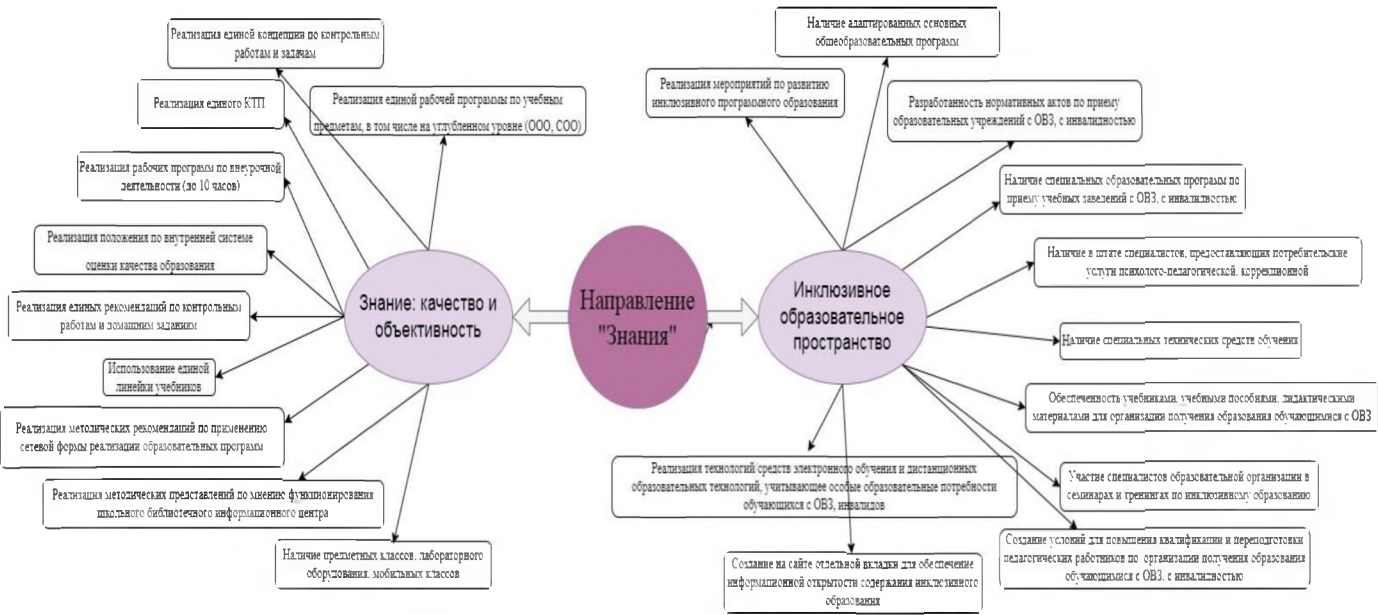 Реализация единой концепции по контрольным
работам и задачам
Реализация единого КТП
Реализация единой рабочей программы по учебным
предметам, в том числе на углубленном уровне (ООО, СОО)
Реализация рабочих программ по внеурочной
деятельности (до 10 часов)
Реализация положения по внутренней системе
оценки качества образования
Реализация единых рекомендаций по контрольным
работам и домашним заданиям
Использование единой
линейки учебников
Реализация методических рекомендаций по применению
сетевой формы реализации образовательных программ
Реализация методических представлений по мнению функционирования
школьного библиотечного информационного центра
Наличие предметных классов, лабораторного
оборудования, мобильных классов
Знание: качество и
объективность
Направление
"Знания"
Инклюзивное
образовательное
пространство
Наличие адаптированных основных
общеобразовательных программ
Реализация мероприятий по развитию
инклюзивного программного образования
Разработанность нормативных актов по приему
образовательных учреждений с ОВЗ, с инвалидностью
Наличие специальных образовательных программ по
приему учебных заведений с ОВЗ, с инвалидностью
Наличие в штате специалистов, предоставляющих потребительские
услуги психолого-педагогической, коррекционной
Наличие специальных технических средств обучения
Обеспеченность учебниками, учебными пособиями, дидактическими
материалами для организации получения образования обучающимися с ОВЗ
Участие специалистов образовательной организации в
семинарах и тренингах по инклюзивному образованию
Создание условий для повышения квалификации и переподготовки
педагогических работников по организации получения образования
обучающимися с ОВЗ, с инвалидностью
Реализация технологий/средств электронного обучения и дистанционных
образовательных технологий, учитывающее особые образовательные потребности
обучающихся с ОВЗ, инвалидов
Создание на сайте отдельной вкладки для обеспечение
информационной открытости содержания инклюзивного
образования